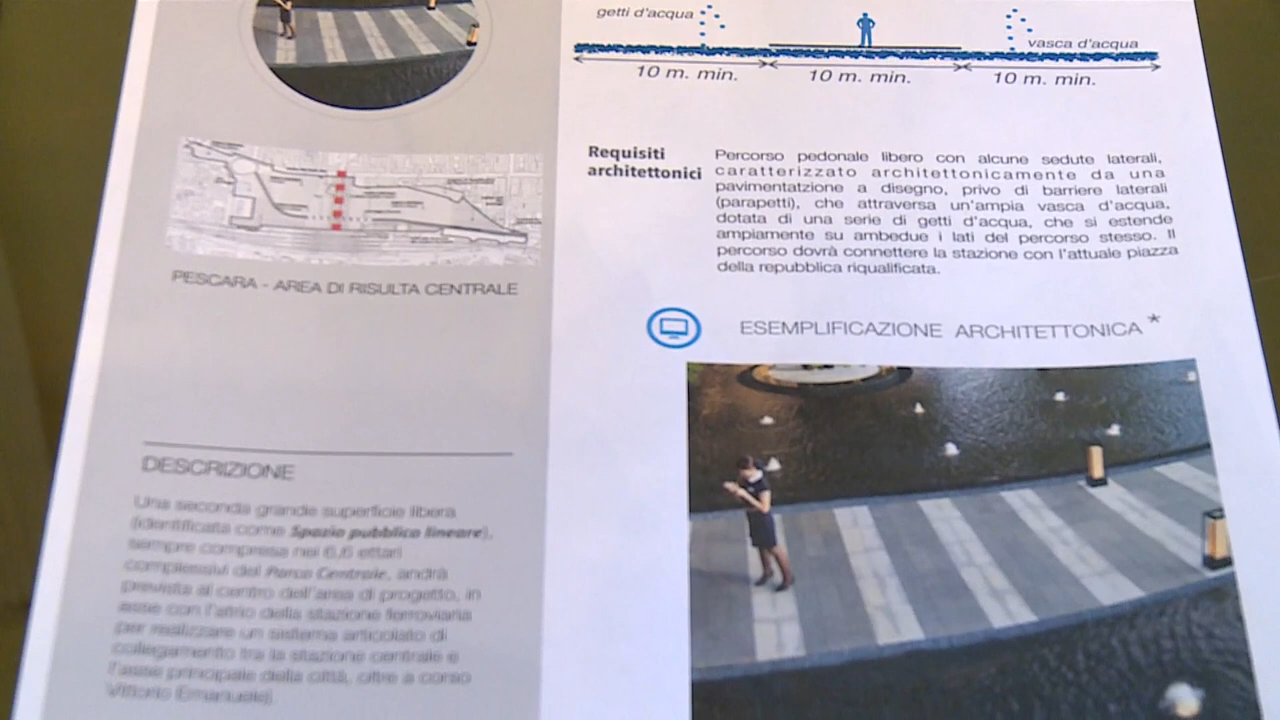 getti d'acqua
vasca d'acqua
10 m. min.
10 m. min.
10 m. min.
PESCARA - AREA DI RISULTA CENTRALE
DESCRIZIONE
Una seconda grande superficie libera
(identificata come Spazio pubblico lineare),
sempre compresa nei 6,6 ettari
complessivi del Parco Centrale, andrà
prevista al centro dell'area di progetto, in
asse con l'atrio della stazione ferroviaria
per realizzare un sistema articolato di
collegamento tra la stazione centrale e
l'asse principale della città, oltre a corso
Vittorio Emanuele).
Requisiti
architettonici
Percorso pedonale libero con alcune sedute laterali,
caratterizzato architettonicamente da una
pavimentatzione a disegno, privo di barriere laterali
(parapetti), che attraversa un'ampia vasca d'acqua,
dotata di una serie di getti d'acqua, che si estende
ampiamente su ambedue i lati del percorso stesso. Il
percorso dovrà connettere la stazione con l'attuale piazza
della repubblica riqualificata.
ESEMPLIFICAZIONE ARCHITETTONICA *